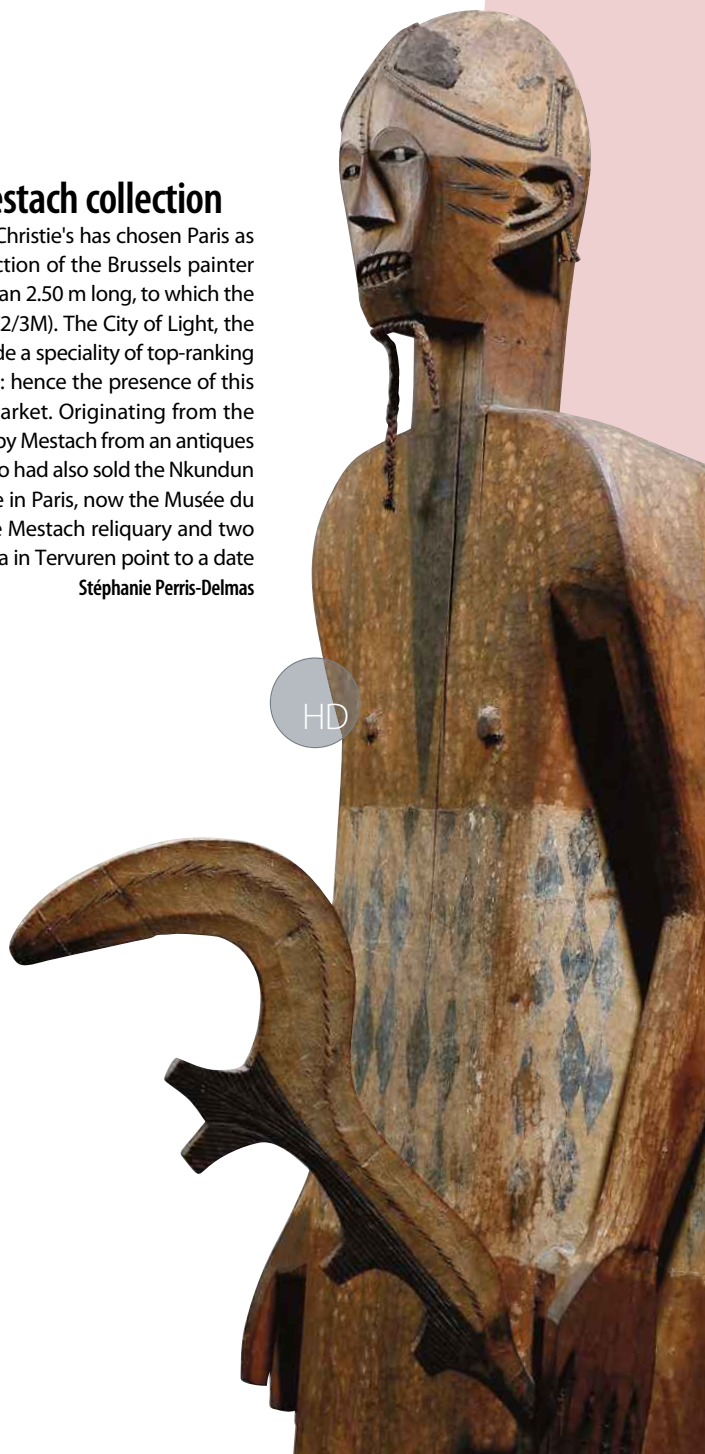 estach collection
Christie's has chosen Paris as
ction of the Brussels painter
an 2.50 m long, to which the
2/3M). The City of Light, the
de a speciality of top-ranking
: hence the presence of this
arket. Originating from the
by Mestach from an antiques
o had also sold the Nkundun
e in Paris, now the Musée du
e Mestach reliquary and two
a in Tervuren point to a date
Stéphanie Perris-Delmas
HD